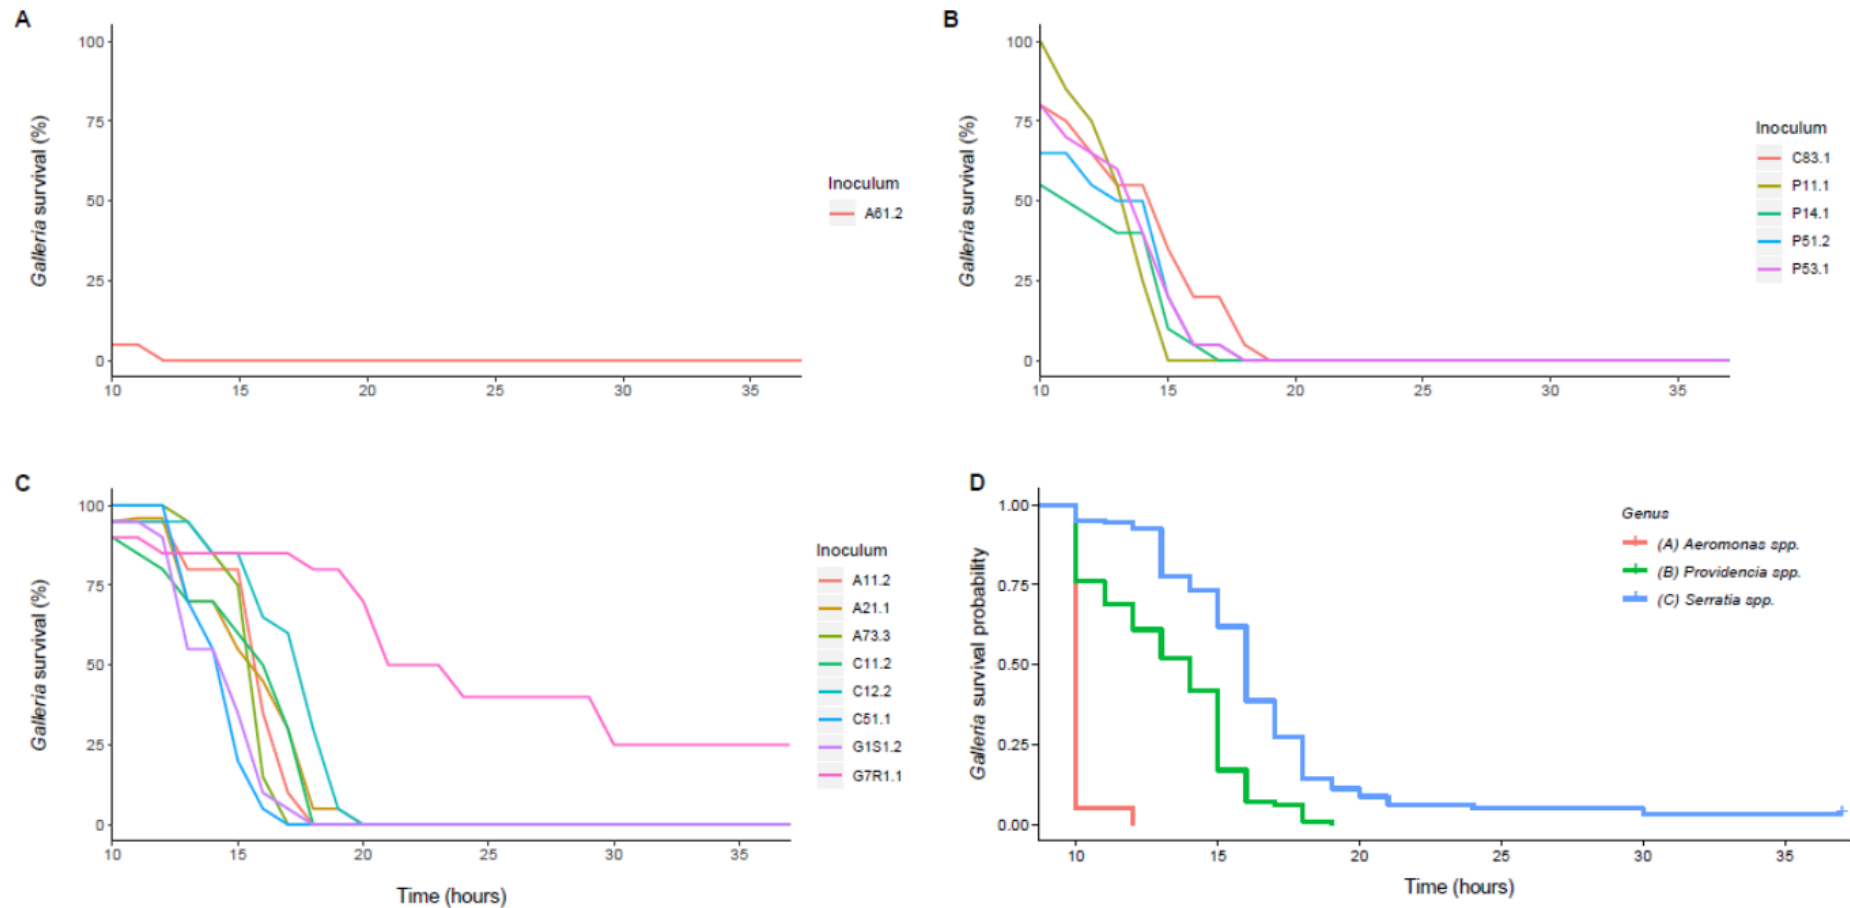 A
100
75
50
25
0
Galleria survival (%)
10 15 20 25 30 35
Inoculum
A61.2
B
100
75
50
25
0
Galleria survival (%)
10 15 20 25 30 35
Inoculum
C83.1
P11.1
P14.1
P51.2
P53.1
C
100
75
50
25
0
Galleria survival (%)
10 15 20 25 30 35
Time (hours)
Inoculum
A11.2
A21.1
A73.3
C11.2
C12.2
C51.1
G1S1.2
G7R1.1
D
1.00
0.75
0.50
0.25
0.00
Galleria survival probability
10 15 20 25 30 35
Time (hours)
Genus
(A) Aeromonas spp.
(B) Providencia spp.
(C) Serratia spp.